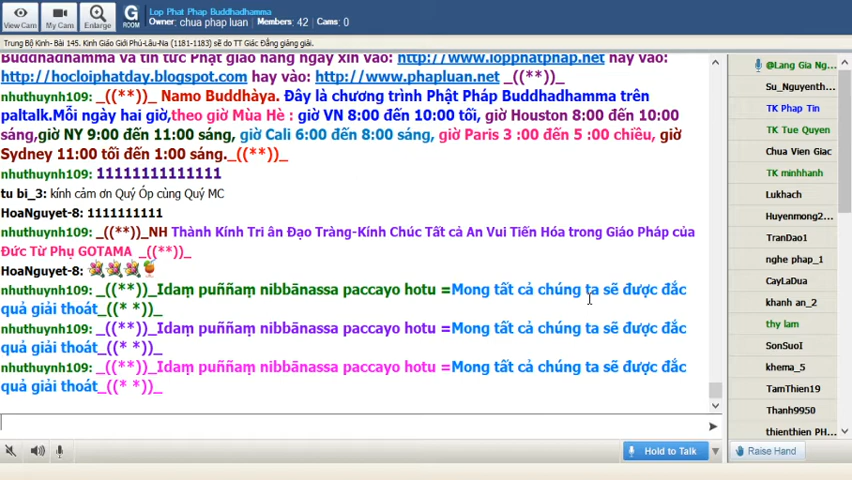 Lop Phat Phap Buddhadhamma
Owner: chua phap luan Members: 42 Cams: 0
View Cam
My Cam
Enlarge
G
ROOM
Trung Bộ Kinh- Bài 145. Kinh Giáo Giới Phú-Lâu-Na (1181-1183) sẽ do TT Giác Đẳng giảng giải.
Buddhadhamma và tin tức Phật giáo hàng ngày xin vào: http://www.lopphatphap.net hay vào:
http://hocloiphatday.blogspot.com hay vào: http://www.phapluan.net _((**)_
nhuthuynh109: _((**)_ Namo Buddhàya. Đây là chương trình Phật Pháp Buddhadhamma trên
paltalk.Mỗi ngày hai giờ,theo giờ Mùa Hè : giờ VN 8:00 đến 10:00 tối, giờ Houston 8:00 đến 10:00
sáng,giờ NY 9:00 đến 11:00 sáng, giờ Cali 6:00 đến 8:00 sáng, giờ Paris 3 :00 đến 5 :00 chiều, giờ
Sydney 11:00 tối đến 1:00 sáng._((**)_
nhuthuynh109: 11111111111111
tu bi_3: kính cảm ơn Quý Óp cùng Quý MC
HoaNguyet-8: 1111111111
nhuthuynh109: _((**)_NH Thành Kính Tri ân Đạo Tràng-Kính Chúc Tất cả An Vui Tiến Hóa trong Giáo Pháp của
Đức Từ Phụ GOTAMA _((**)_
HoaNguyet-8:
nhuthuynh109: _((**)_Idaṃ puññaṃ nibbānassa paccayo hotu =Mong tất cả chúng ta sẽ được đắc
quả giải thoát_((* *)_
nhuthuynh109: _((**)_Idaṃ puññaṃ nibbānassa paccayo hotu =Mong tất cả chúng ta sẽ được đắc
quả giải thoát_((* *)_
nhuthuynh109: _((**)_Idaṃ puññaṃ nibbānassa paccayo hotu =Mong tất cả chúng ta sẽ được đắc
quả giải thoát_((* *)_
@Lang Gia Ng...
Su_Nguyenth...
TK Phap Tin
TK Tue Quyen
Chua Vien Giac
TK minhhanh
Lukhach
Huyenmong2...
TranDao1
nghe phap_1
CayLaDua
khanh an_2
thy lam
SonSuoI
khema_5
TamThien19
Thanh9950
thienthien PH...
Hold to Talk
Raise Hand